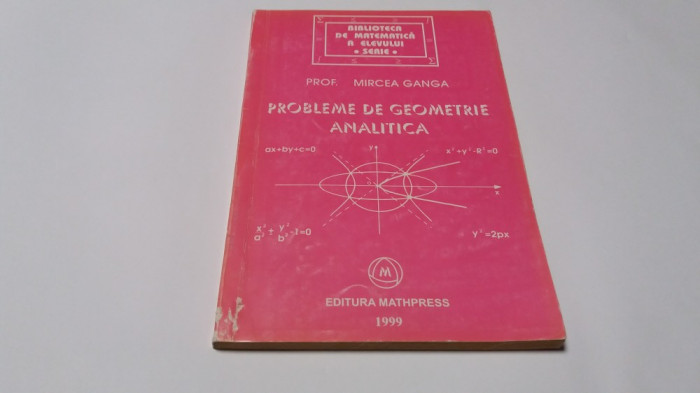 BIBLIOTECA
DE MATEMATICĂ
A ELEVULUI
• SERIE •
PROF. MIRCEA GANGA
PROBLEME DE GEOMETRIE
ANALITICA
ax+by+c=0
y
x²+y²-R²=0
x
x²/a² ± y²/b² -1=0
y²=2px
M
EDITURA MATHPRESS
1999